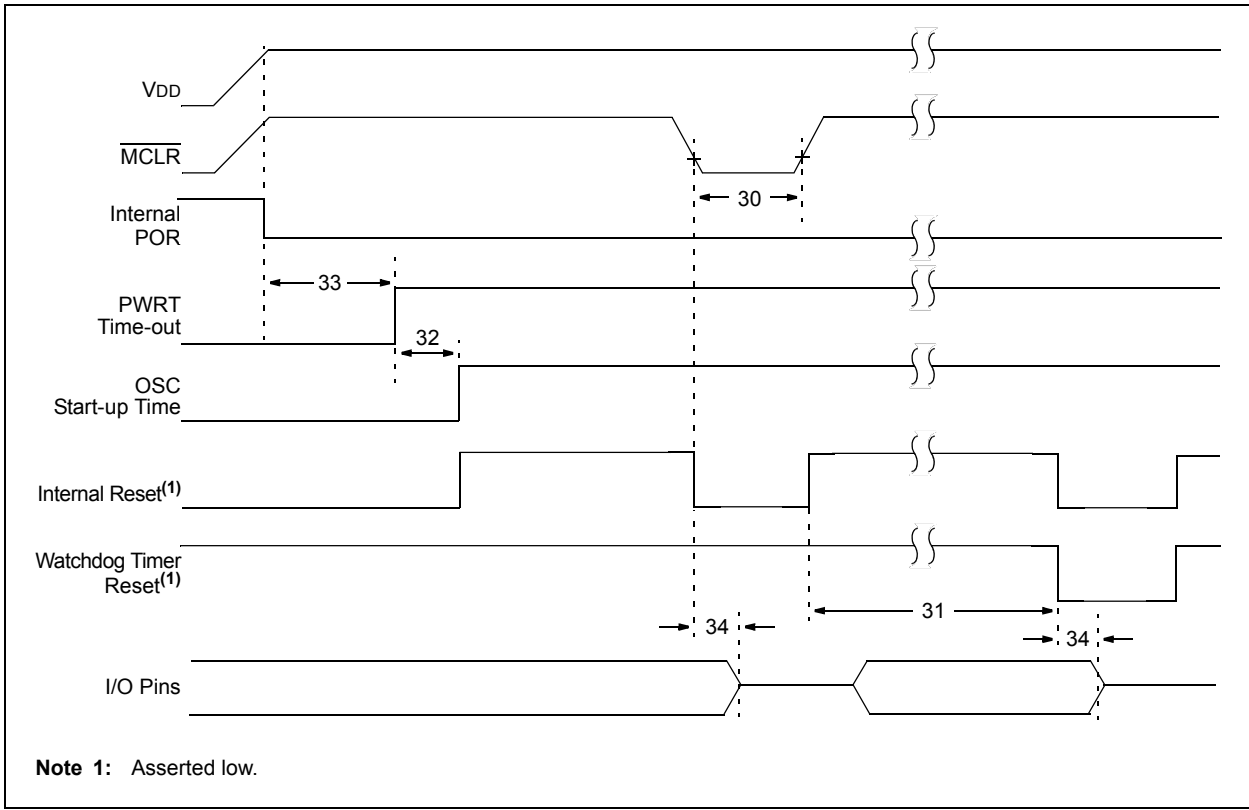 VDD
MCLR
30
Internal
POR
33
PWRT
Time-out
32
OSC
Start-up Time
Internal Reset(1)
Watchdog Timer
Reset(1)
31
34
34
I/O Pins
Note 1: Asserted low.